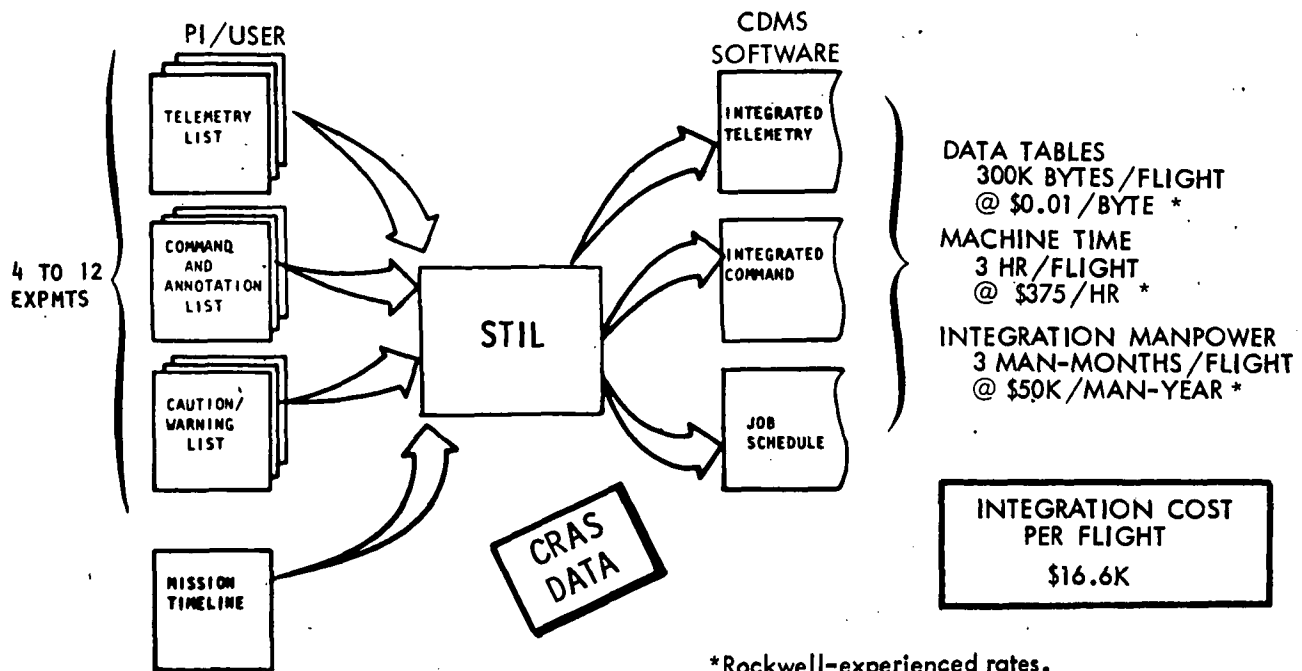 PI/USER
TELEMETRY
LIST
COMMAND
AND
ANNOTATION
LIST
CAUTION/
WARNING
LIST
MISSION
TIMELINE
4 TO 12
EXPMTS
STIL
CRAS
DATA
CDMS
SOFTWARE
INTEGRATED
TELEMETRY
INTEGRATED
COMMAND
JOB
SCHEDULE
DATA TABLES
300K BYTES/FLIGHT
@ $0.01/BYTE *
MACHINE TIME
3 HR/FLIGHT
@ $375/HR *
INTEGRATION MANPOWER
3 MAN-MONTHS/FLIGHT
@ $50K/MAN-YEAR *
INTEGRATION COST
PER FLIGHT
$16.6K
*Rockwell-experienced rates.